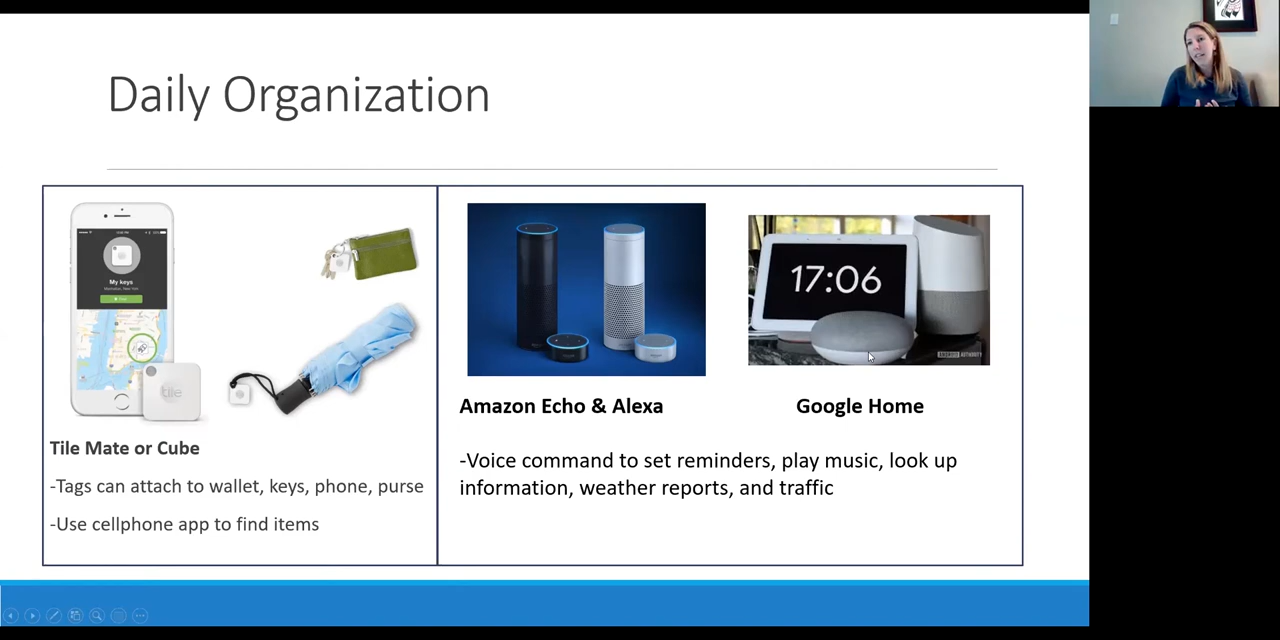 Daily Organization
My keys
tile
Tile Mate or Cube
-Tags can attach to wallet, keys, phone, purse
-Use cellphone app to find items
17:06
ANDROID AUTHORITY
Amazon Echo & Alexa
Google Home
-Voice command to set reminders, play music, look up
information, weather reports, and traffic